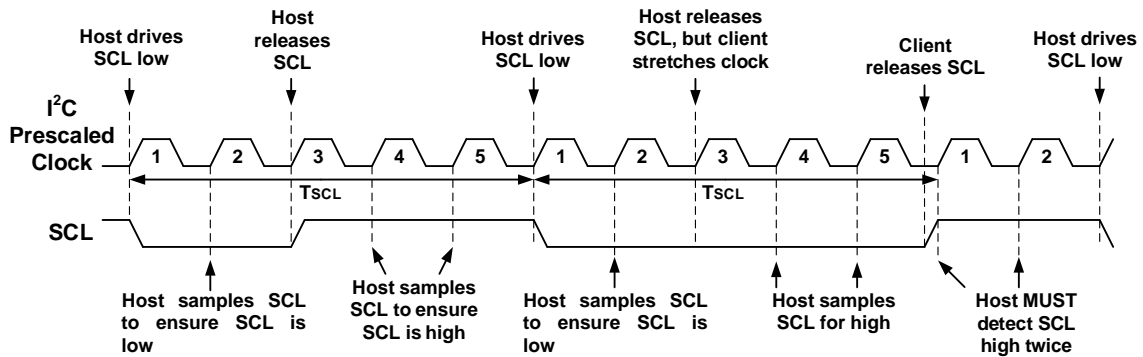 Host drives
SCL low
Host
releases
SCL
Host drives
SCL low
Host releases
SCL, but client
stretches clock
Client
releases SCL
Host drives
SCL low
I²C
Prescaled
Clock
1 2 3 4 5 1 2 3 4 5 1 2
TSCL TSCL
SCL
Host samples SCL
to ensure SCL is
low
Host samples
SCL to ensure
SCL is high
Host samples SCL
to ensure SCL is
low
Host samples
SCL for high
Host MUST
detect SCL
high twice